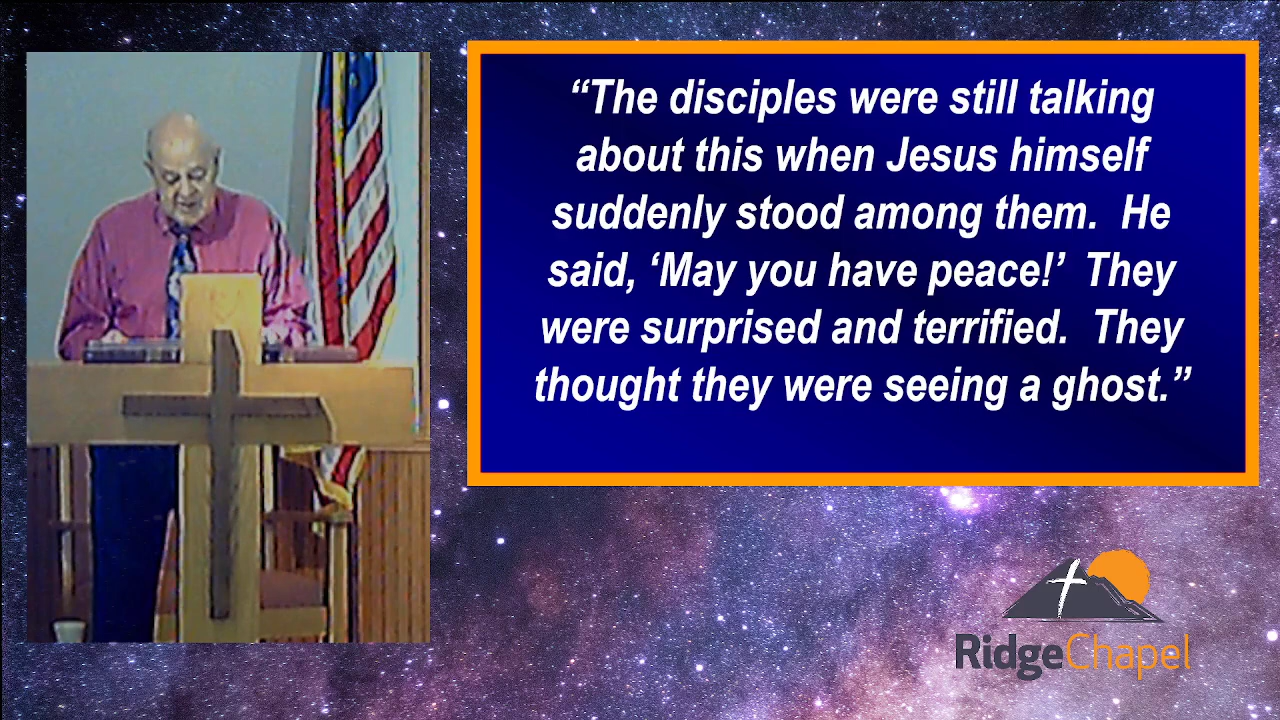 “The disciples were still talking
about this when Jesus himself
suddenly stood among them.  He
said, ‘May you have peace!’  They
were surprised and terrified.  They
thought they were seeing a ghost.”
RidgeChapel